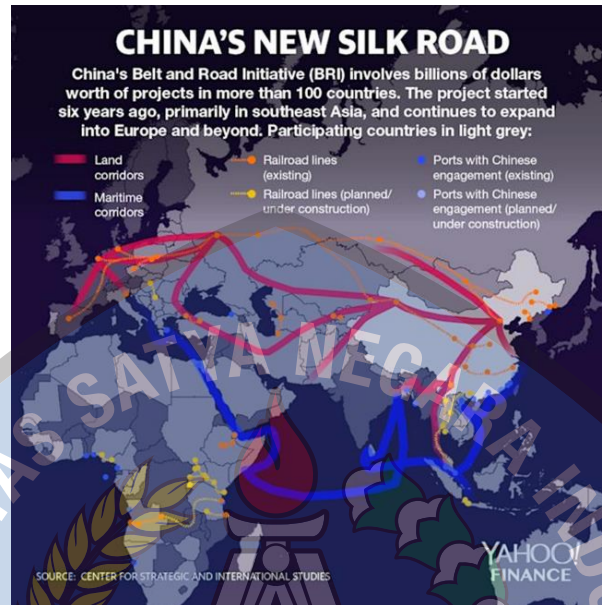 CHINA'S NEW SILK ROAD
China's Belt and Road Initiative (BRI) involves billions of dollars
worth of projects in more than 100 countries. The project started
six years ago, primarily in southeast Asia, and continues to expand
into Europe and beyond. Participating countries in light grey:
Land
corridors
Maritime
corridors
Railroad lines
(existing)
Railroad lines (planned/
under construction)
Ports with Chinese
engagement (existing)
Ports with Chinese
engagement (planned/
under construction)
AS SATYA NEGARA IND
SOURCE: CENTER FOR STRATEGIC AND INTERNATIONAL STUDIES
YAHOO!
FINANCE